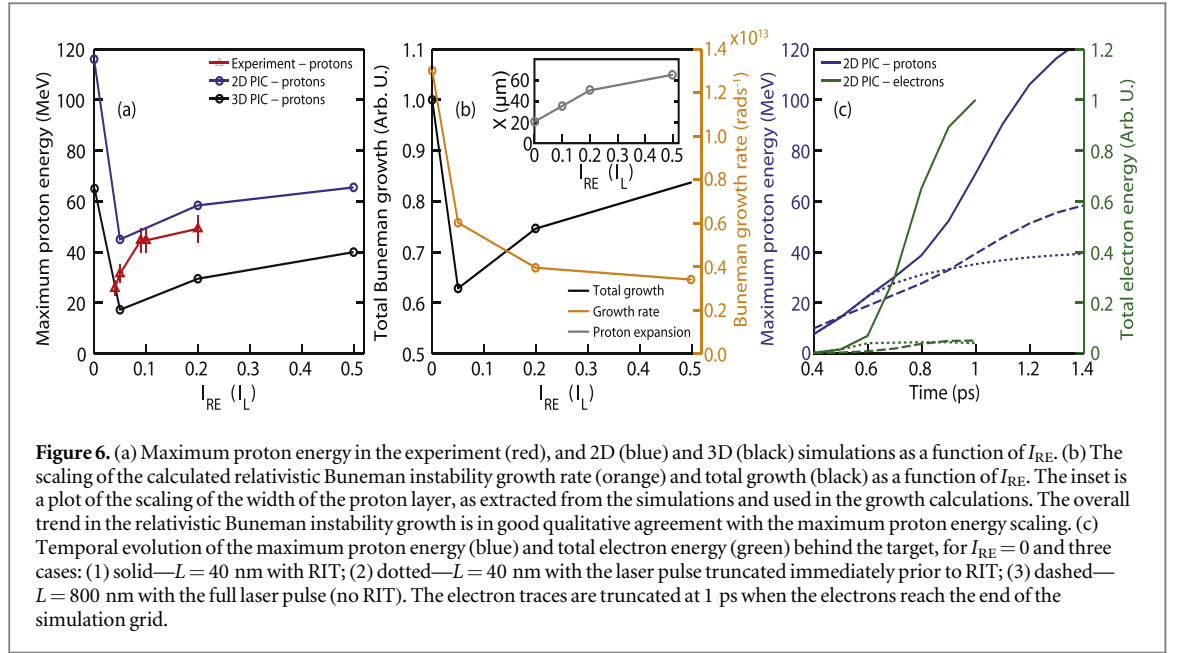 120
100
80
60
40
20
0
Maximum proton energy (MeV)
(a)
Experiment – protons
2D PIC – protons
3D PIC – protons
0 0.1 0.2 0.3 0.4 0.5
I_RE (I_L)
1.1
1.0
0.9
0.8
0.7
0.6
0.5
Total Buneman growth (Arb. U.)
(b)
X (μm)
60
40
20
0
0 0.1 0.2 0.3 0.4 0.5
I_RE (I_L)
Total growth
Growth rate
Proton expansion
0 0.1 0.2 0.3 0.4 0.5
I_RE (I_L)
x10^13
1.4
1.2
1.0
0.8
0.6
0.4
0.2
0.0
Buneman growth rate (rads^-1)
120
100
80
60
40
20
0
Maximum proton energy (MeV)
2D PIC – protons
2D PIC – electrons
(c)
0.4 0.6 0.8 1.0 1.2 1.4
Time (ps)
1.2
1
0.8
0.6
0.4
0.2
0
Total electron energy (Arb. U.)
Figure 6. (a) Maximum proton energy in the experiment (red), and 2D (blue) and 3D (black) simulations as a function of I_RE. (b) The
scaling of the calculated relativistic Buneman instability growth rate (orange) and total growth (black) as a function of I_RE. The inset is
a plot of the scaling of the width of the proton layer, as extracted from the simulations and used in the growth calculations. The overall
trend in the relativistic Buneman instability growth is in good qualitative agreement with the maximum proton energy scaling. (c)
Temporal evolution of the maximum proton energy (blue) and total electron energy (green) behind the target, for I_RE = 0 and three
cases: (1) solid—L = 40 nm with RIT; (2) dotted—L = 40 nm with the laser pulse truncated immediately prior to RIT; (3) dashed—
L = 800 nm with the full laser pulse (no RIT). The electron traces are truncated at 1 ps when the electrons reach the end of the
simulation grid.